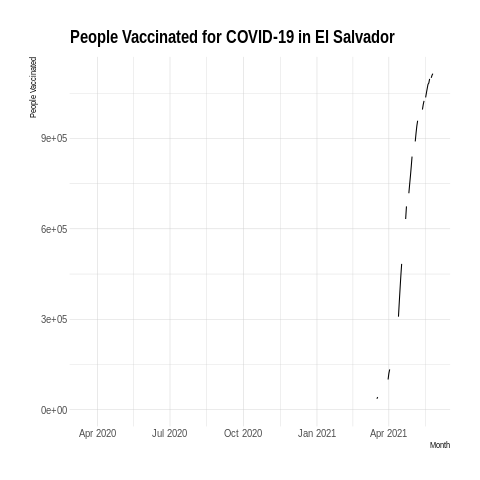 People Vaccinated for COVID-19 in El Salvador
People Vaccinated
9e+05
6e+05
3e+05
0e+00
Apr 2020 Jul 2020 Oct 2020 Jan 2021 Apr 2021
Month